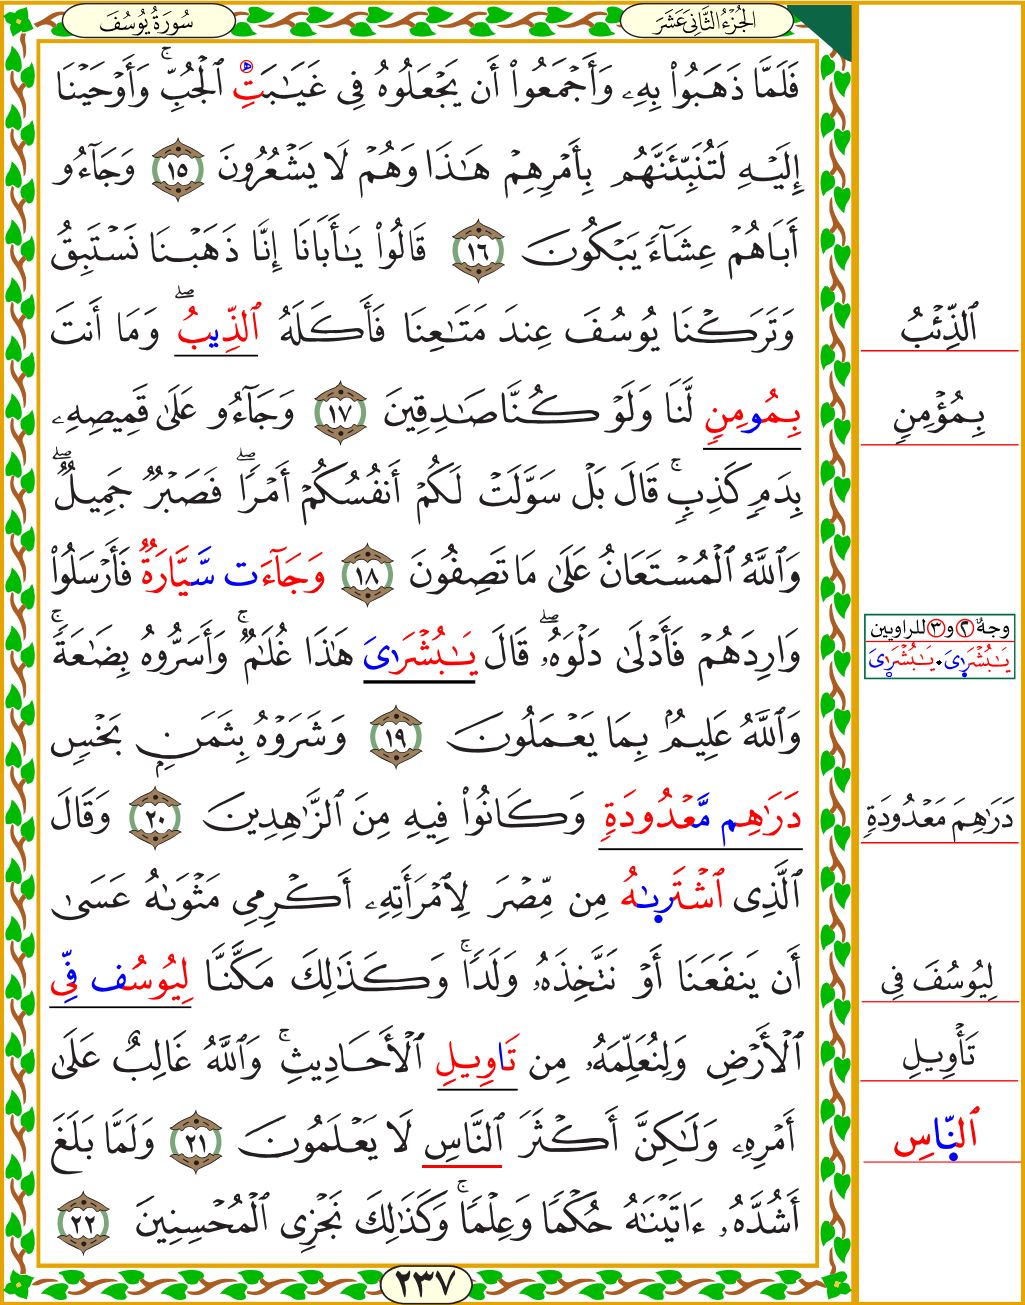 سُورَةُ يُوسُفَ
الجُزْءُ الثَّانِي عَشَرَ
فَلَمَّا ذَهَبُواْ بِهِۦ وَأَجْمَعُواْ أَن يَجْعَلُوهُ فِى غَيَٰبَتِ ٱلْجُبِّۚ وَأَوْحَيْنَا
إِلَيْهِ لَتُنَبِّئَنَّهُم بِأَمْرِهِمْ هَٰذَا وَهُمْ لَا يَشْعُرُونَ ١٥ وَجَآءُو
أَبَاهُمْ عِشَآءً يَبْكُونَ ١٦ قَالُواْ يَٰأَبَانَا إِنَّا ذَهَبْنَا نَسْتَبِقُ
وَتَرَكْنَا يُوسُفَ عِندَ مَتَٰعِنَا فَأَكَلَهُ ٱلذِّيبُۖ وَمَا أَنتَ
بِمُومِنٍ لَّنَا وَلَوْ كُنَّا صَٰدِقِينَ ١٧ وَجَآءُو عَلَىٰ قَمِيصِهِۦ
بِدَمٍ كَذِبٍۚ قَالَ بَلْ سَوَّلَتْ لَكُمْ أَنفُسُكُمْ أَمْرًاۖ فَصَبْرٌ جَمِيلٌۖ
وَٱللَّهُ ٱلْمُسْتَعَانُ عَلَىٰ مَا تَصِفُونَ ١٨ وَجَآءَت سَّيَّارَةٌ فَأَرْسَلُواْ
وَارِدَهُمْ فَأَدْلَىٰ دَلْوَهُۥۖ قَالَ يَٰبُشْرَٰىَ هَٰذَا غُلَٰمٌۚ وَأَسَرُّوهُ بِضَٰعَةًۚ
وَٱللَّهُ عَلِيمٌۢ بِمَا يَعْمَلُونَ ١٩ وَشَرَوْهُ بِثَمَنٍۭ بَخْسٍ
دَرَٰهِم مَّعْدُودَةٍ وَكَانُواْ فِيهِ مِنَ ٱلزَّٰهِدِينَ ٢٠ وَقَالَ
ٱلَّذِى ٱشْتَرَىٰهُ مِن مِّصْرَ لِٱمْرَأَتِهِۦ أَكْرِمِى مَثْوَىٰهُ عَسَىٰ
أَن يَنفَعَنَا أَوْ نَتَّخِذَهُۥ وَلَدًاۚ وَكَذَٰلِكَ مَكَّنَّا لِيُوسُف فِّى
ٱلْأَرْضِ وَلِنُعَلِّمَهُۥ مِن تَاوِيلِ ٱلْأَحَادِيثِۚ وَٱللَّهُ غَالِبٌ عَلَىٰ
أَمْرِهِۦ وَلَٰكِنَّ أَكْثَرَ ٱلنَّاسِ لَا يَعْلَمُونَ ٢١ وَلَمَّا بَلَغَ
أَشُدَّهُۥ ءَاتَيْنَٰهُ حُكْمًا وَعِلْمًاۚ وَكَذَٰلِكَ نَجْزِى ٱلْمُحْسِنِينَ ٢٢
٢٣٧
ٱلذِّئْبُ
بِمُؤْمِنٍ
وجهٌ ٢ و ٣ للراويين
يَٰبُشْرَٰىَ . يَٰبُشْرَٰىَ
دَرَٰهِمَ مَعْدُودَةٍ
لِيُوسُفَ فِى
تَأْوِيلِ
ٱلنَّاسِ